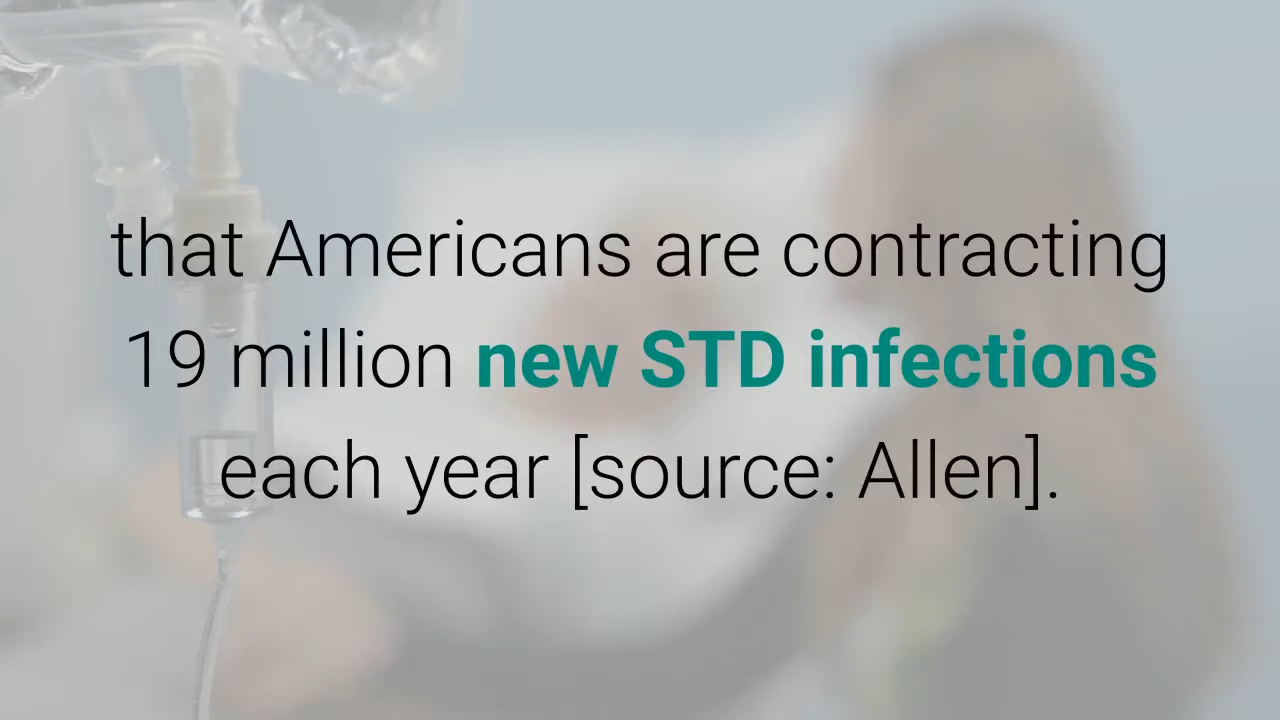 that Americans are contracting
19 million new STD infections
each year [source: Allen].